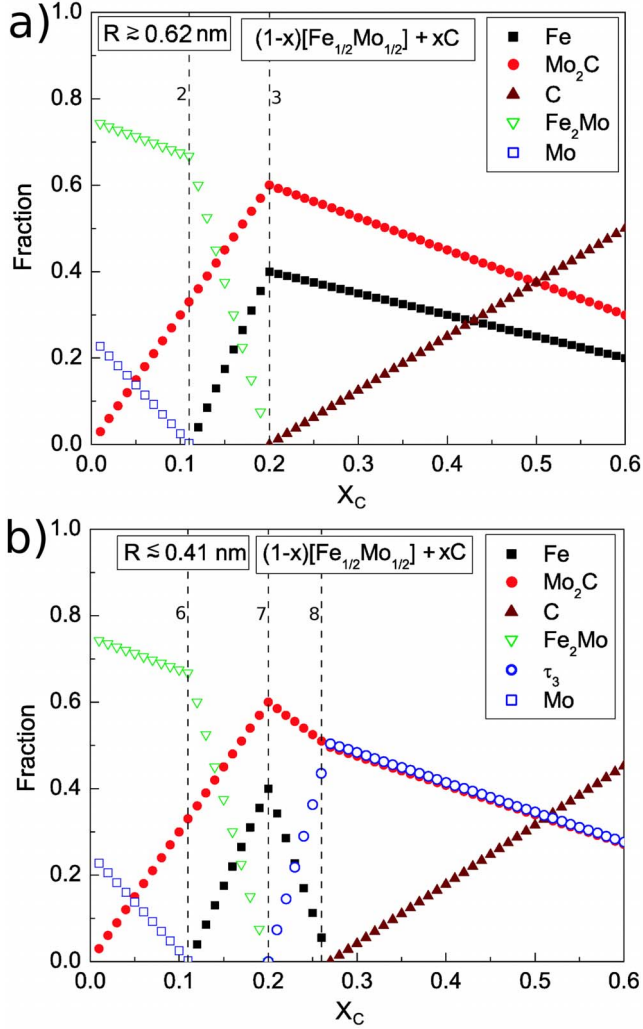 a)
R ≳ 0.62 nm
(1-x)[Fe1/2Mo1/2] + xC
1.0
0.8
0.6
0.4
0.2
0.0
Fraction
2
3
Fe
Mo2C
C
Fe2Mo
Mo
0.0 0.1 0.2 0.3 0.4 0.5 0.6
XC
b)
R ≲ 0.41 nm
(1-x)[Fe1/2Mo1/2] + xC
1.0
0.8
0.6
0.4
0.2
0.0
Fraction
6
7
8
Fe
Mo2C
C
Fe2Mo
τ3
Mo
0.0 0.1 0.2 0.3 0.4 0.5 0.6
XC